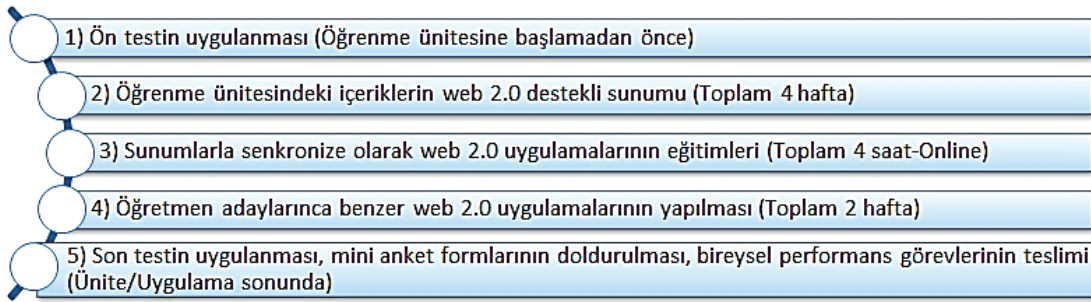 1) Ön testin uygulanması (Öğrenme ünitesine başlamadan önce)
2) Öğrenme ünitesindeki içeriklerin web 2.0 destekli sunumu (Toplam 4 hafta)
3) Sunumlarla senkronize olarak web 2.0 uygulamalarının eğitimleri (Toplam 4 saat-Online)
4) Öğretmen adaylarınca benzer web 2.0 uygulamalarının yapılması (Toplam 2 hafta)
5) Son testin uygulanması, mini anket formlarının doldurulması, bireysel performans görevlerinin teslimi
(Ünite/Uygulama sonunda)